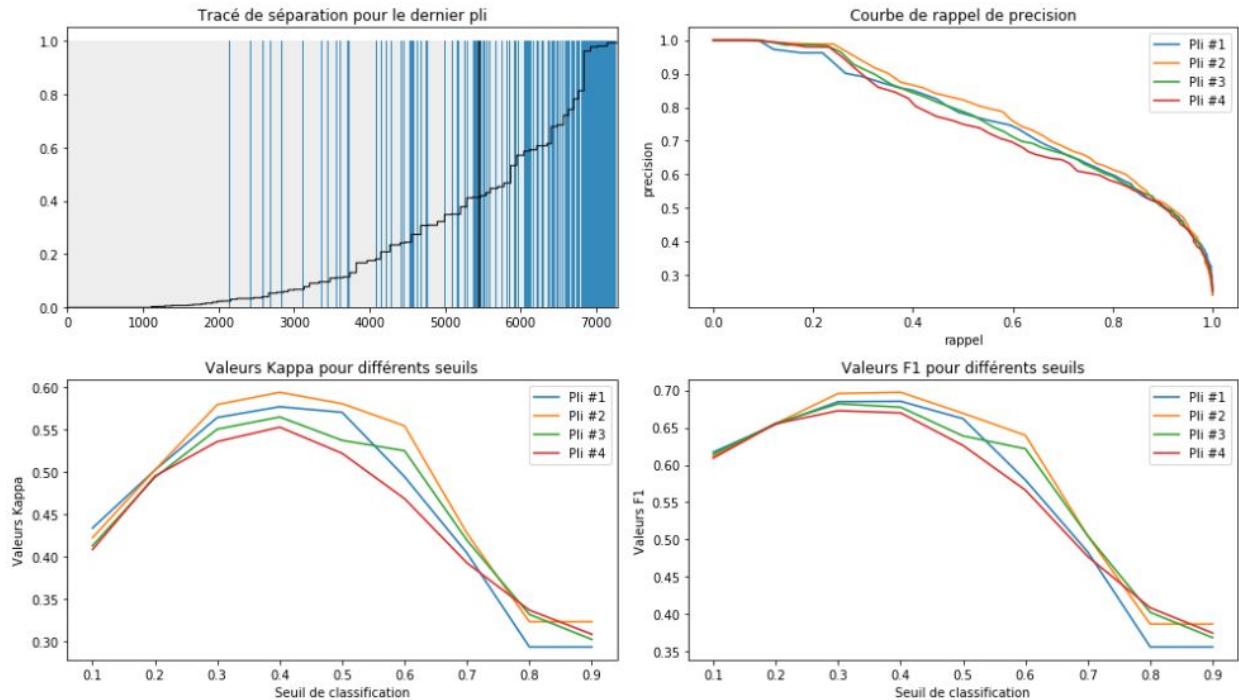 Tracé de séparation pour le dernier pli
1.0
0.8
0.6
0.4
0.2
0.0
0 1000 2000 3000 4000 5000 6000 7000
Courbe de rappel de precision
precision
1.0
0.9
0.8
0.7
0.6
0.5
0.4
0.3
Pli #1
Pli #2
Pli #3
Pli #4
0.0 0.2 0.4 0.6 0.8 1.0
rappel
Valeurs Kappa pour différents seuils
Valeurs Kappa
0.60
0.55
0.50
0.45
0.40
0.35
0.30
Pli #1
Pli #2
Pli #3
Pli #4
0.1 0.2 0.3 0.4 0.5 0.6 0.7 0.8 0.9
Seuil de classification
Valeurs F1 pour différents seuils
Valeurs F1
0.70
0.65
0.60
0.55
0.50
0.45
0.40
0.35
Pli #1
Pli #2
Pli #3
Pli #4
0.1 0.2 0.3 0.4 0.5 0.6 0.7 0.8 0.9
Seuil de classification